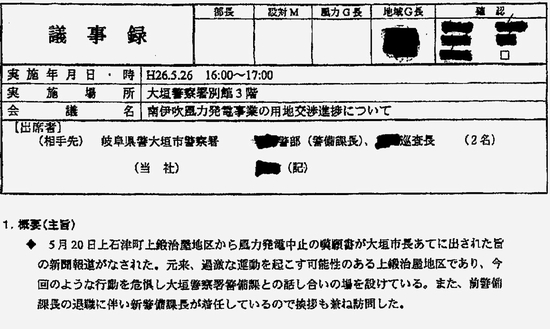 議事録
部長 設対M 風力G長 地域G長 確認
実施年月日・時 H26.5.26 16:00～17:00
実施場所 大垣警察署別館3階
会議 南伊吹風力発電事業の用地交渉進捗について
[出席者]
(相手先) 岐阜県警大垣市警察署 警部(警備課長)、巡査長 (2名)
(当社) (記)
1.概要(主旨)
◆ 5月20日上石津町上鍛治屋地区から風力発電中止の嘆願書が大垣市長あてに出された旨
の新聞報道がなされた。元来、過激な運動を起こす可能性のある上鍛治屋地区であり、今
回のような行動を危惧し大垣警察署警備課との話し合いの場を設けている。また、前警備
課長の退職に伴い新警備課長が着任しているので挨拶も兼ね訪問した。